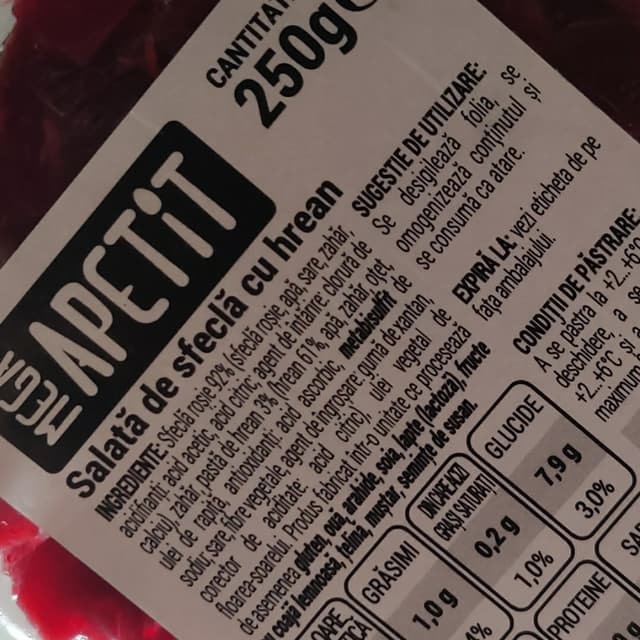 CANTITAT
250g
APETIT
Salată de sfeclă cu hrean
INGREDIENTE: Sfeclă roșie 92% (sfeclă roșie, apă, sare, zahăr,
acidifianți: acid acetic, acid citric, agent de întărire: clorură de
calciu), zahăr, pastă de hrean 3% (hrean 61%, apă, zahăr, oțet,
ulei de rapiță, antioxidanți: acid ascorbic, metabisulfit de
sodiu, sare, fibre vegetale, agent de îngroșare: gumă de xantan,
corector de aciditate: acid citric), ulei vegetal de
floarea-soarelui. Produs fabricat într-o unitate ce procesează
de asemenea: gluten, ouă, arahide, soia, lapte (lactoză), fructe
cu coajă lemnoasă, țelină, muștar, semințe de susan.
SUGESTIE DE UTILIZARE:
Se desigilează folia, se
omogenizează conținutul și
se consumă ca atare.
EXPIRĂ LA: vezi eticheta de pe
fața ambalajului.
CONDIȚII DE PĂSTRARE:
A se păstra la +2..+6°
deschidere, a se
+2..+6°C și
maximum
GRĂSIMI
1,0 g
ACIZI
GRAȘI SATURAȚI
0,2 g
1,0%
GLUCIDE
7,9 g
3,0%
PROTEINE